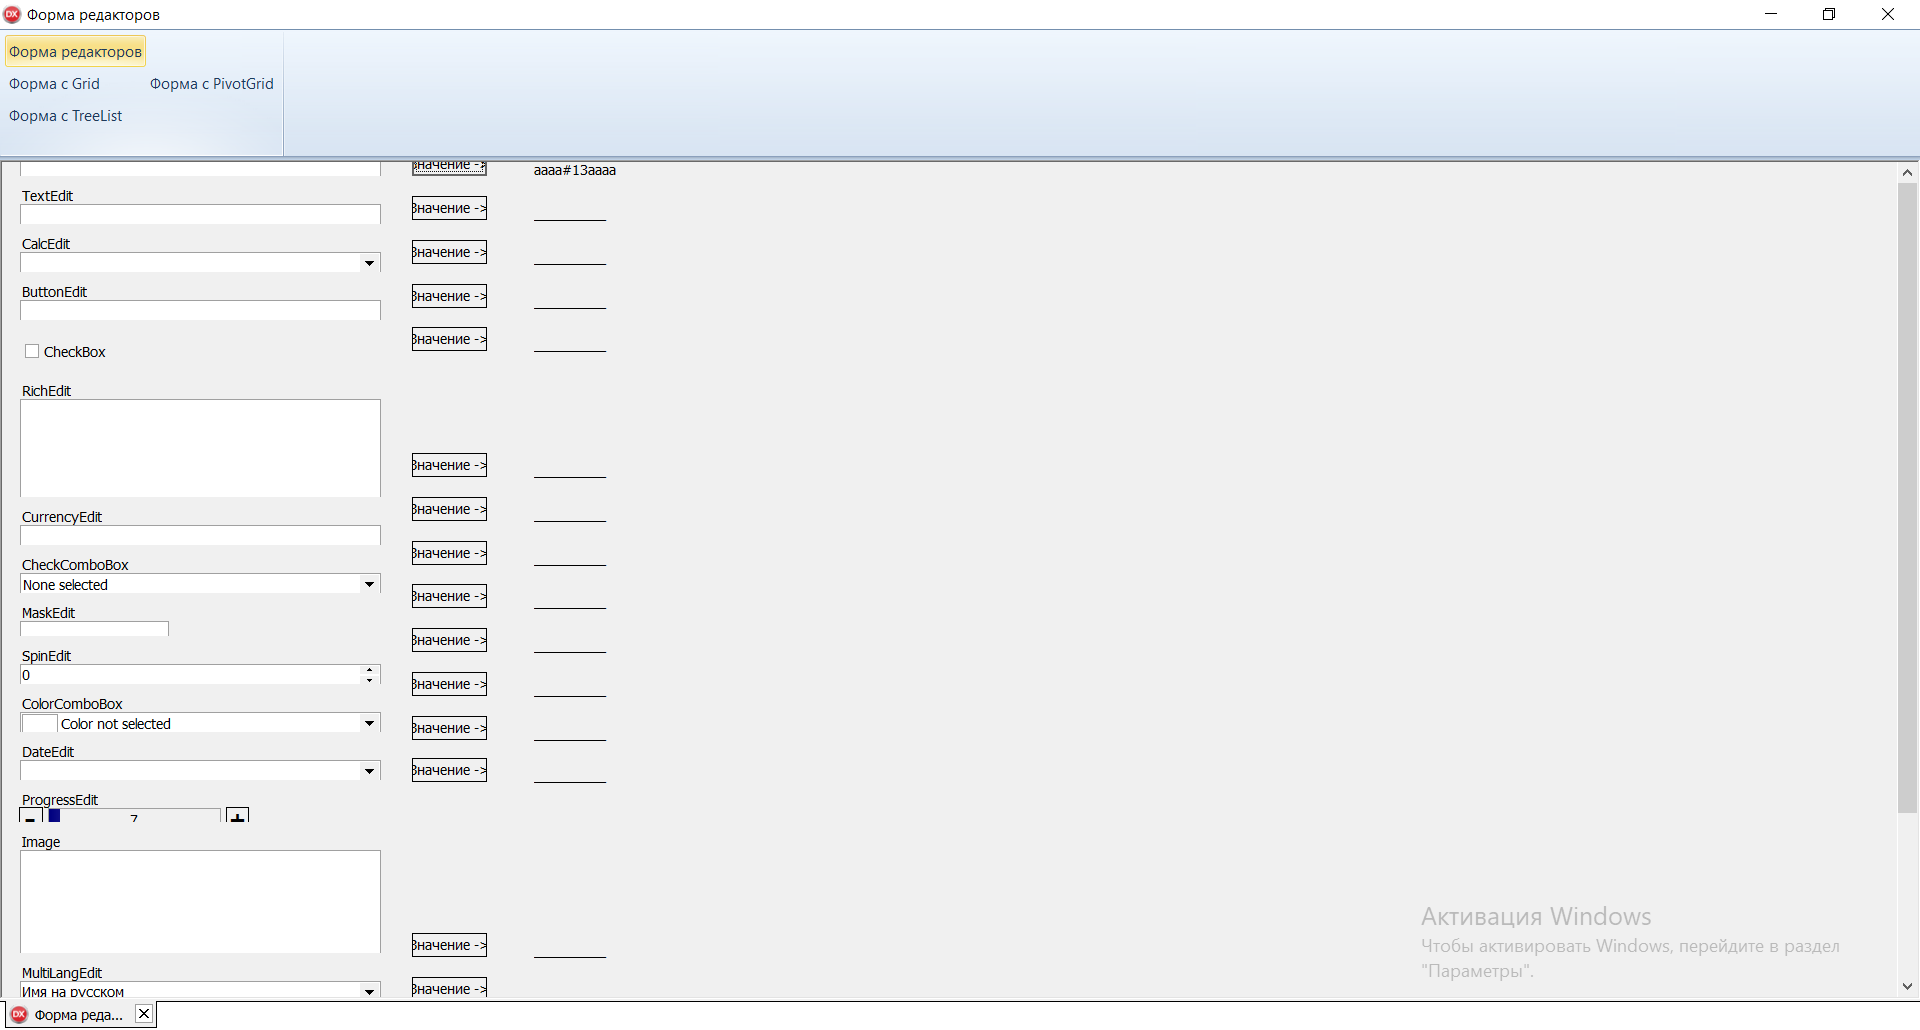 Форма редакторов
Форма редакторов
Форма с Grid Форма с PivotGrid
Форма с TreeList
Значение ->
aaaa#13aaaa
TextEdit
Значение ->
CalcEdit
Значение ->
ButtonEdit
Значение ->
Значение ->
CheckBox
RichEdit
Значение ->
CurrencyEdit
Значение ->
CheckComboBox
Значение ->
None selected
MaskEdit
Значение ->
SpinEdit
Значение ->
0
ColorComboBox
Значение ->
Color not selected
DateEdit
Значение ->
Значение ->
ProgressEdit
- 7 +
Image
Значение ->
MultiLangEdit
Имя на русском
Значение ->
Активация Windows
Чтобы активировать Windows, перейдите в раздел
"Параметры".
Форма реда...